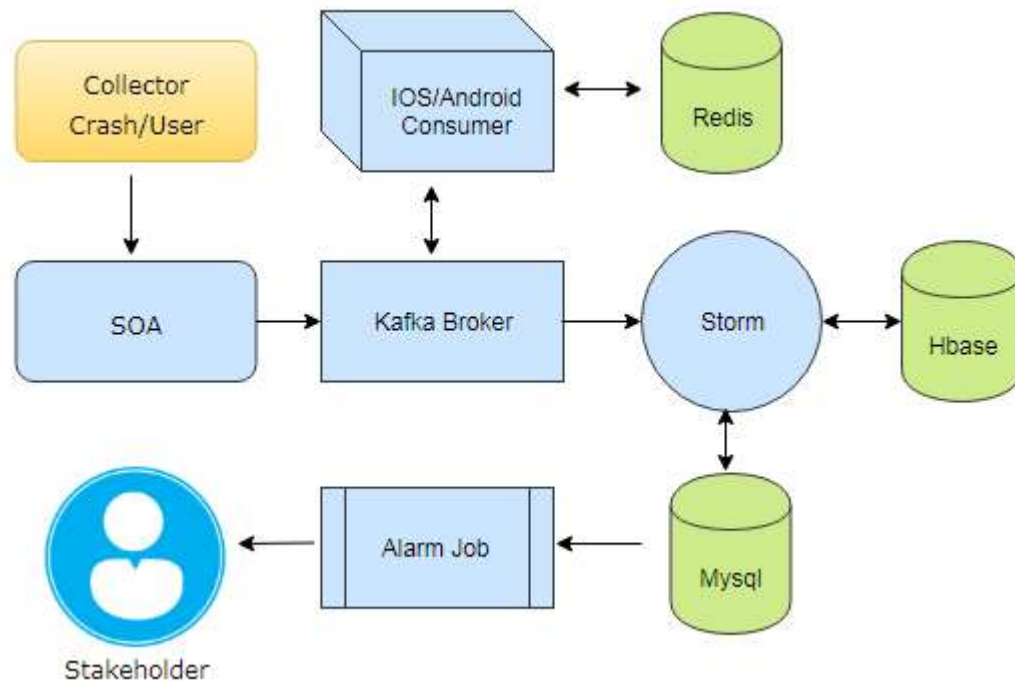 Collector
Crash/User
IOS/Android
Consumer
Redis
SOA
Kafka Broker
Storm
Hbase
Stakeholder
Alarm Job
Mysql